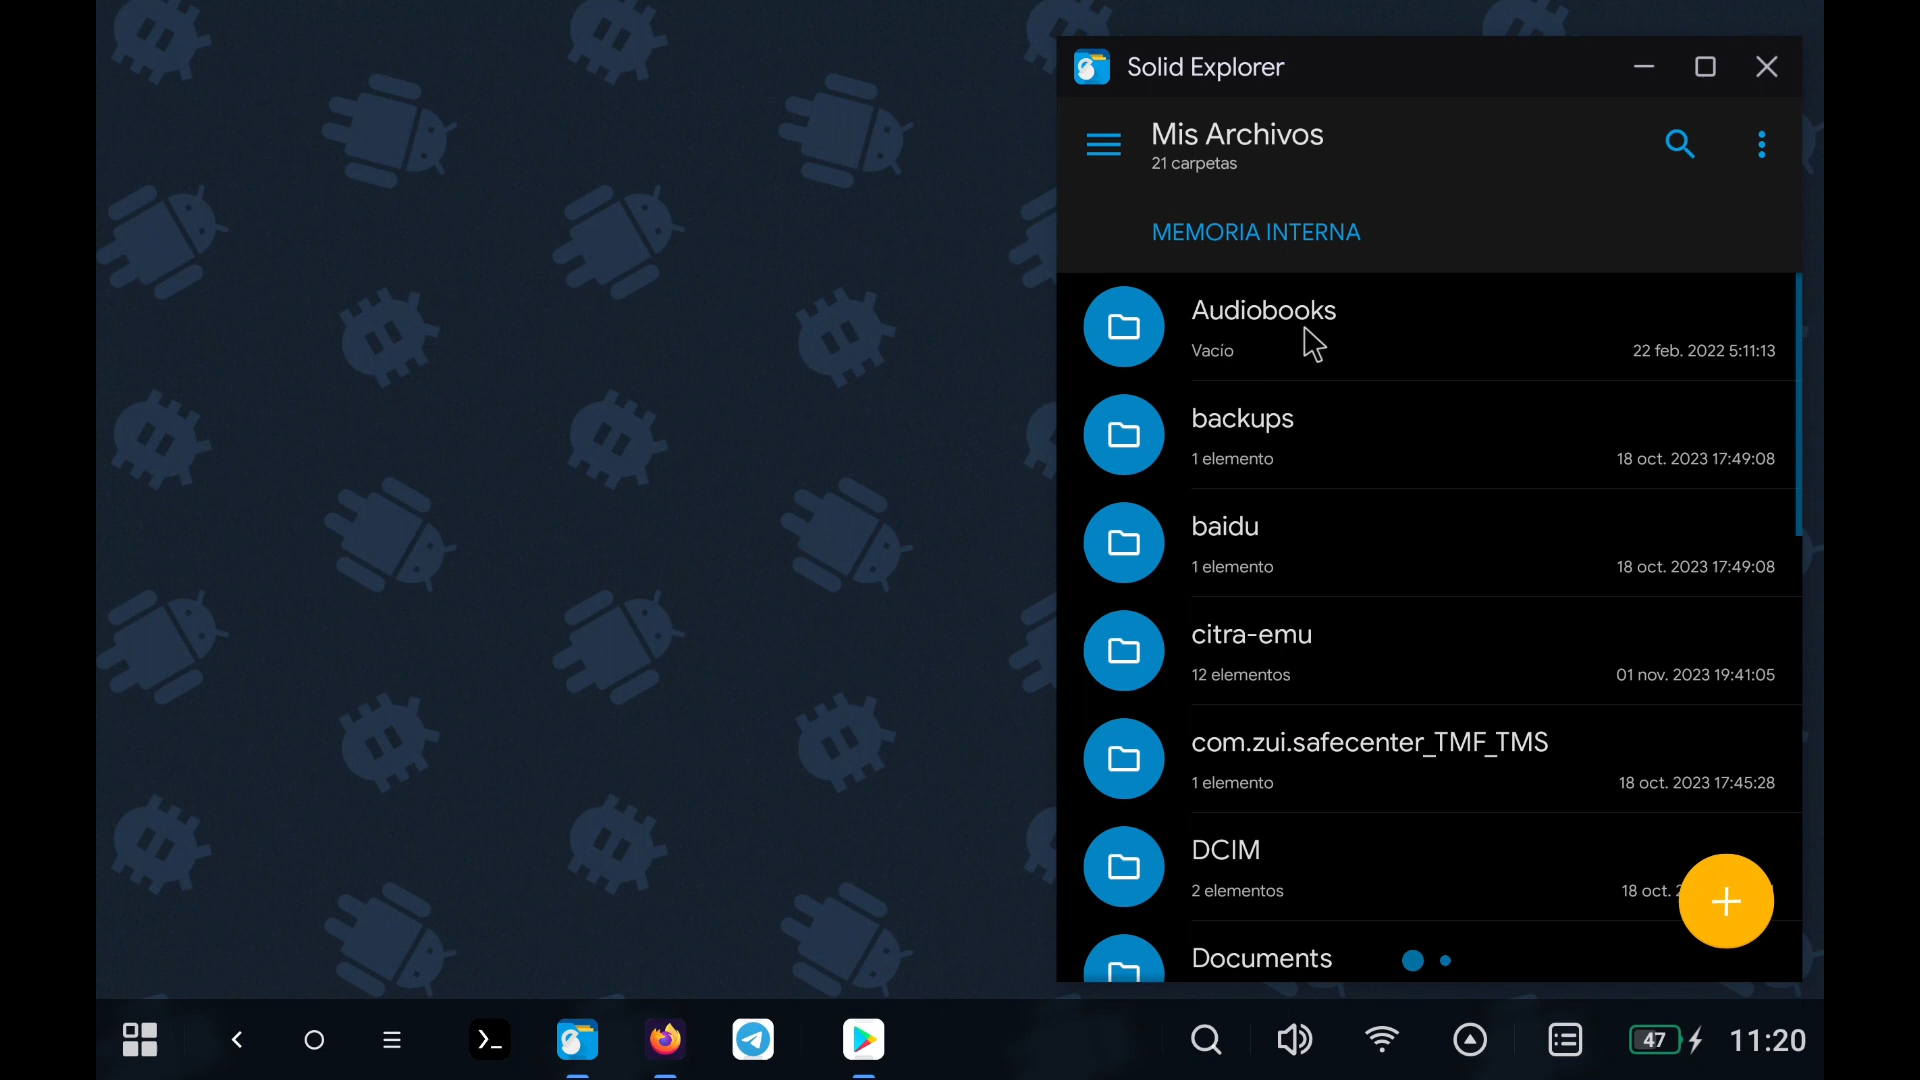 Solid Explorer
Mis Archivos
21 carpetas
MEMORIA INTERNA
Audiobooks
Vacío
22 feb. 2022 5:11:13
backups
1 elemento
18 oct. 2023 17:49:08
baidu
1 elemento
18 oct. 2023 17:49:08
citra-emu
12 elementos
01 nov. 2023 19:41:05
com.zui.safecenter_TMF_TMS
1 elemento
18 oct. 2023 17:45:28
DCIM
2 elementos
18 oct.
Documents
47
11:20